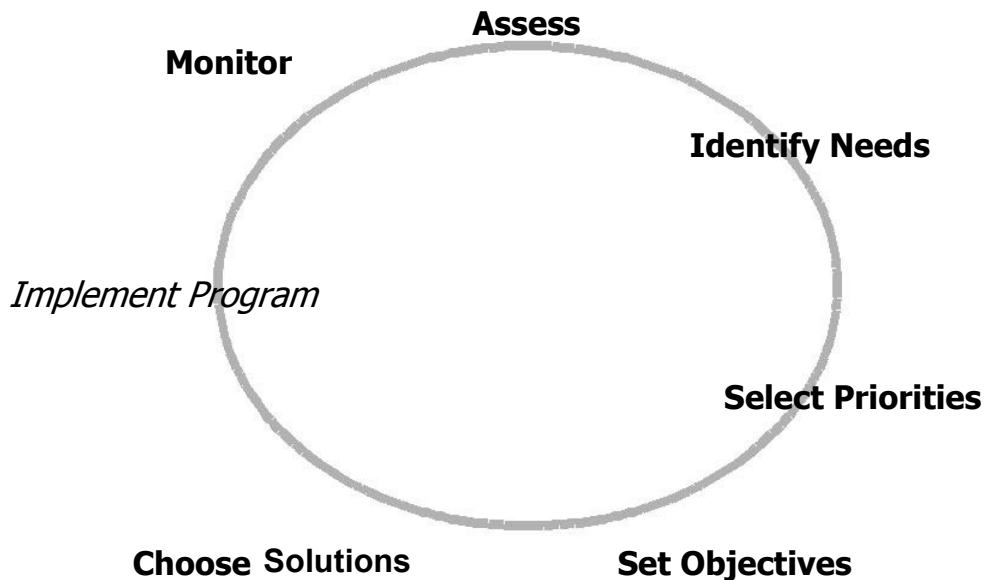 Assess
Monitor
Identify Needs
Implement Program
Select Priorities
Choose Solutions
Set Objectives